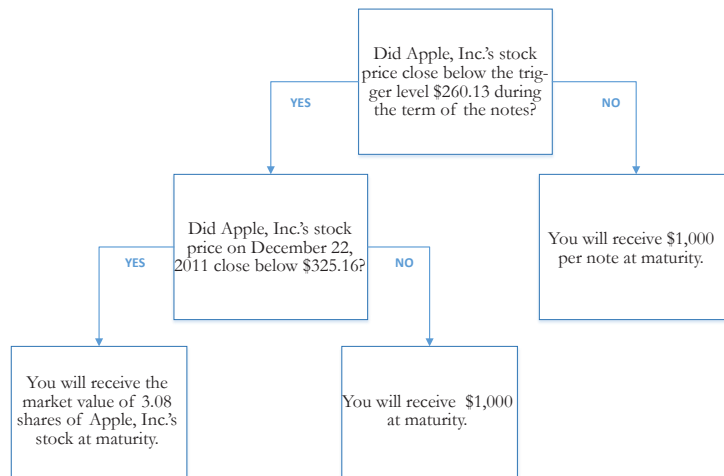 Did Apple, Inc.'s stock
price close below the trig-
ger level $260.13 during
the term of the notes?
YES
NO
Did Apple, Inc.'s stock
price on December 22,
2011 close below $325.16?
You will receive $1,000
per note at maturity.
YES
NO
You will receive the
market value of 3.08
shares of Apple, Inc.'s
stock at maturity.
You will receive $1,000
at maturity.